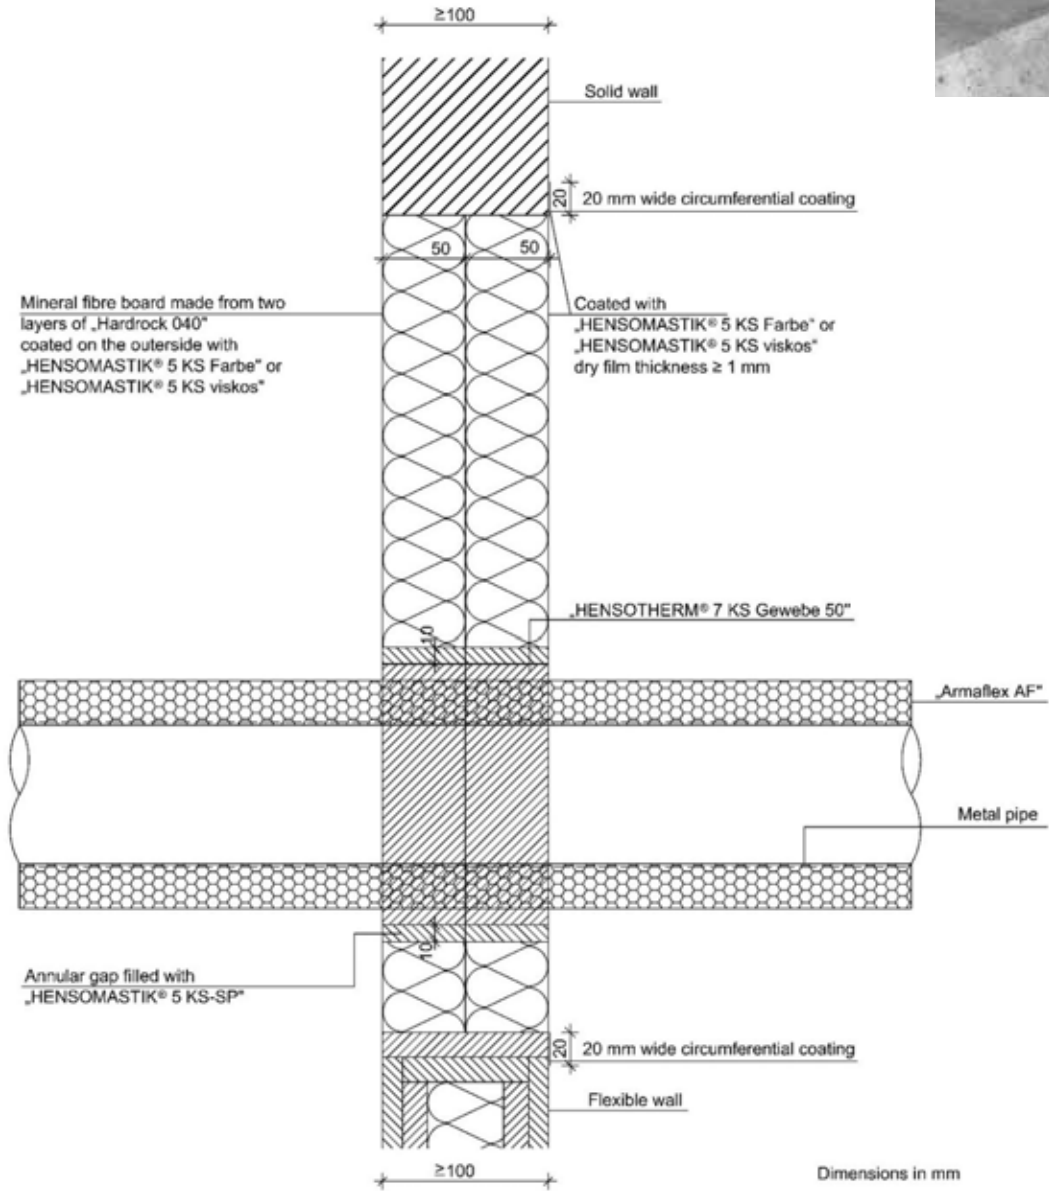 ≥100
Solid wall
20
20 mm wide circumferential coating
50
50
Mineral fibre board made from two
layers of „Hardrock 040"
coated on the outerside with
„HENSOMASTIK® 5 KS Farbe" or
„HENSOMASTIK® 5 KS viskos"
Coated with
„HENSOMASTIK® 5 KS Farbe" or
„HENSOMASTIK® 5 KS viskos"
dry film thickness ≥ 1 mm
„HENSOTHERM® 7 KS Gewebe 50"
10
„Armaflex AF"
Metal pipe
10
Annular gap filled with
„HENSOMASTIK® 5 KS-SP"
20
20 mm wide circumferential coating
Flexible wall
≥100
Dimensions in mm